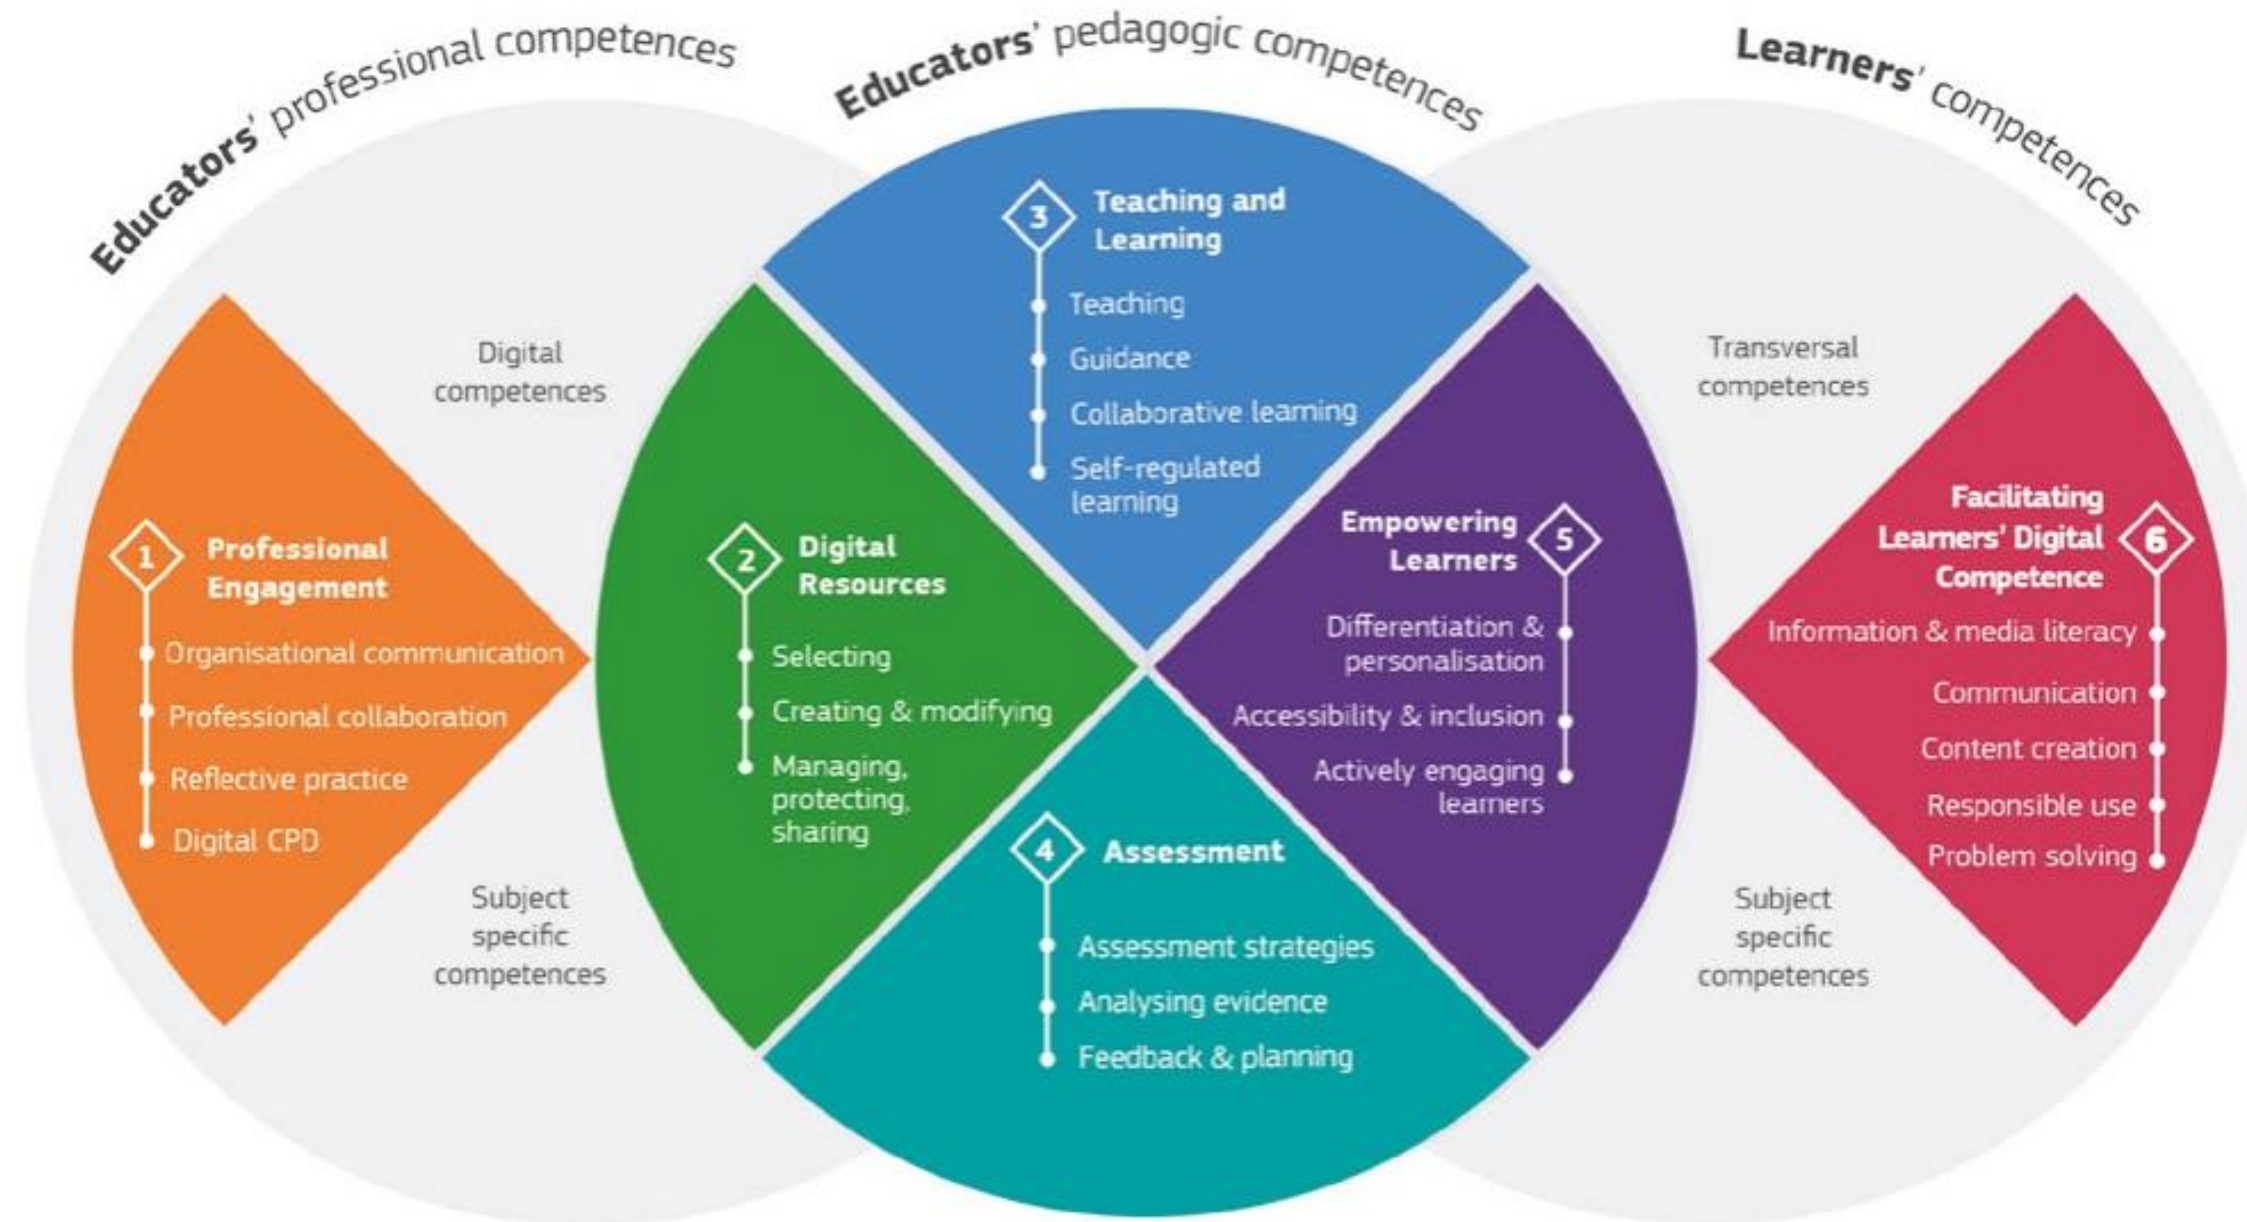 Educators' professional competences
Educators' pedagogic competences
Learners' competences
Digital
competences
Subject
specific
competences
1
Professional
Engagement
Organisational communication
Professional collaboration
Reflective practice
Digital CPD
2
Digital
Resources
Selecting
Creating & modifying
Managing,
protecting,
sharing
3
Teaching and
Learning
Teaching
Guidance
Collaborative learning
Self-regulated
learning
4
Assessment
Assessment strategies
Analysing evidence
Feedback & planning
5
Empowering
Learners
Differentiation &
personalisation
Accessibility & inclusion
Actively engaging
learners
Transversal
competences
Subject
specific
competences
6
Facilitating
Learners' Digital
Competence
Information & media literacy
Communication
Content creation
Responsible use
Problem solving